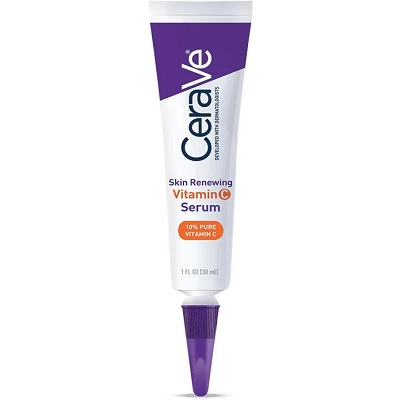 CeraVe
DEVELOPED WITH DERMATOLOGISTS
Skin Renewing
Vitamin C
Serum
10% PURE
VITAMIN C
1 FL OZ (30 ml)